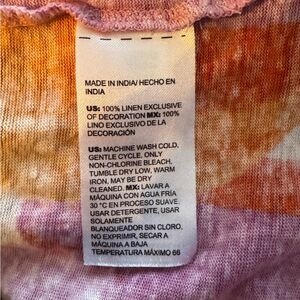 MADE IN INDIA/ HECHO EN
INDIA
US: 100% LINEN EXCLUSIVE
OF DECORATION MX: 100%
LINO EXCLUSIVO DE LA
DECORACIÓN
US: MACHINE WASH COLD,
GENTLE CYCLE, ONLY
NON-CHLORINE BLEACH,
TUMBLE DRY LOW, WARM
IRON, MAY BE DRY
CLEANED. MX: LAVAR A
MÁQUINA CON AGUA FRÍA
30 °C EN PROCESO SUAVE.
USAR DETERGENTE, USAR
SOLAMENTE
BLANQUEADOR SIN CLORO,
NO EXPRIMIR, SECAR A
MÁQUINA A BAJA
TEMPERATURA MÁXIMO 66